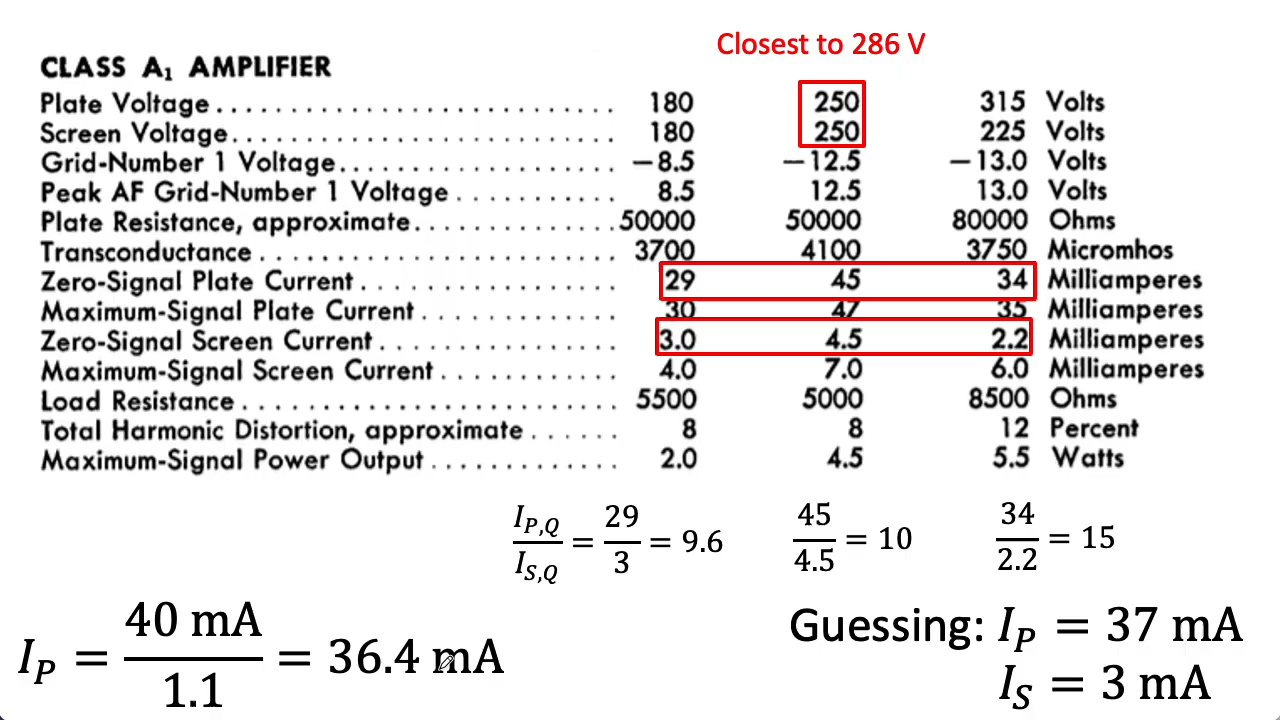 Closest to 286 V
CLASS A₁ AMPLIFIER
Plate Voltage............................ 180 250 315 Volts
Screen Voltage........................... 180 250 225 Volts
Grid-Number 1 Voltage.................... −8.5 −12.5 −13.0 Volts
Peak AF Grid-Number 1 Voltage........... 8.5 12.5 13.0 Volts
Plate Resistance, approximate............ 50000 50000 80000 Ohms
Transconductance......................... 3700 4100 3750 Micromhos
Zero-Signal Plate Current................ 29 45 34 Milliamperes
Maximum-Signal Plate Current............ 30 47 35 Milliamperes
Zero-Signal Screen Current............... 3.0 4.5 2.2 Milliamperes
Maximum-Signal Screen Current........... 4.0 7.0 6.0 Milliamperes
Load Resistance.......................... 5500 5000 8500 Ohms
Total Harmonic Distortion, approximate...... 8 8 12 Percent
Maximum-Signal Power Output............. 2.0 4.5 5.5 Watts
I_{P,Q}/I_{S,Q} = 29/3 = 9.6 45/4.5 = 10 34/2.2 = 15
I_P = 40 mA/1.1 = 36.4 mA
Guessing: I_P = 37 mA
I_S = 3 mA